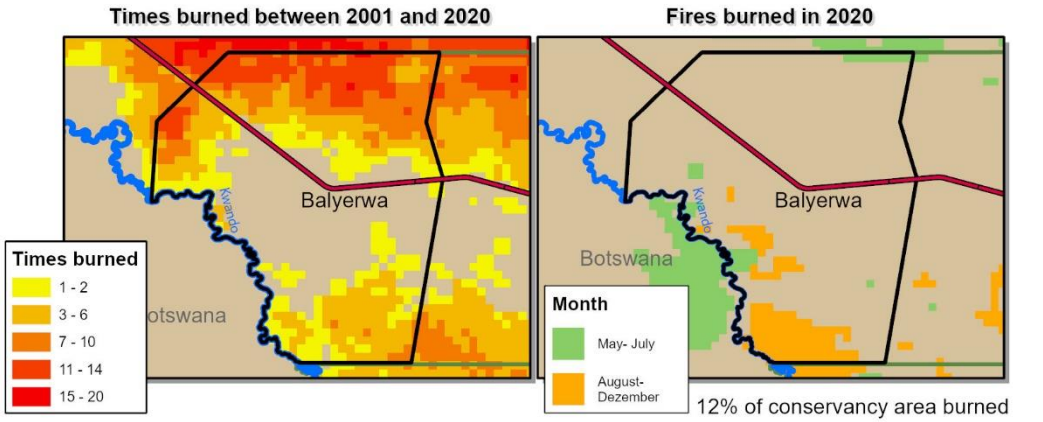 Times burned between 2001 and 2020
Kwando
Balyerwa
otswana
Times burned
1 - 2
3 - 6
7 - 10
11 - 14
15 - 20
Fires burned in 2020
Kwando
Balyerwa
Botswana
Month
May- July
August-
Dezember
12% of conservancy area burned